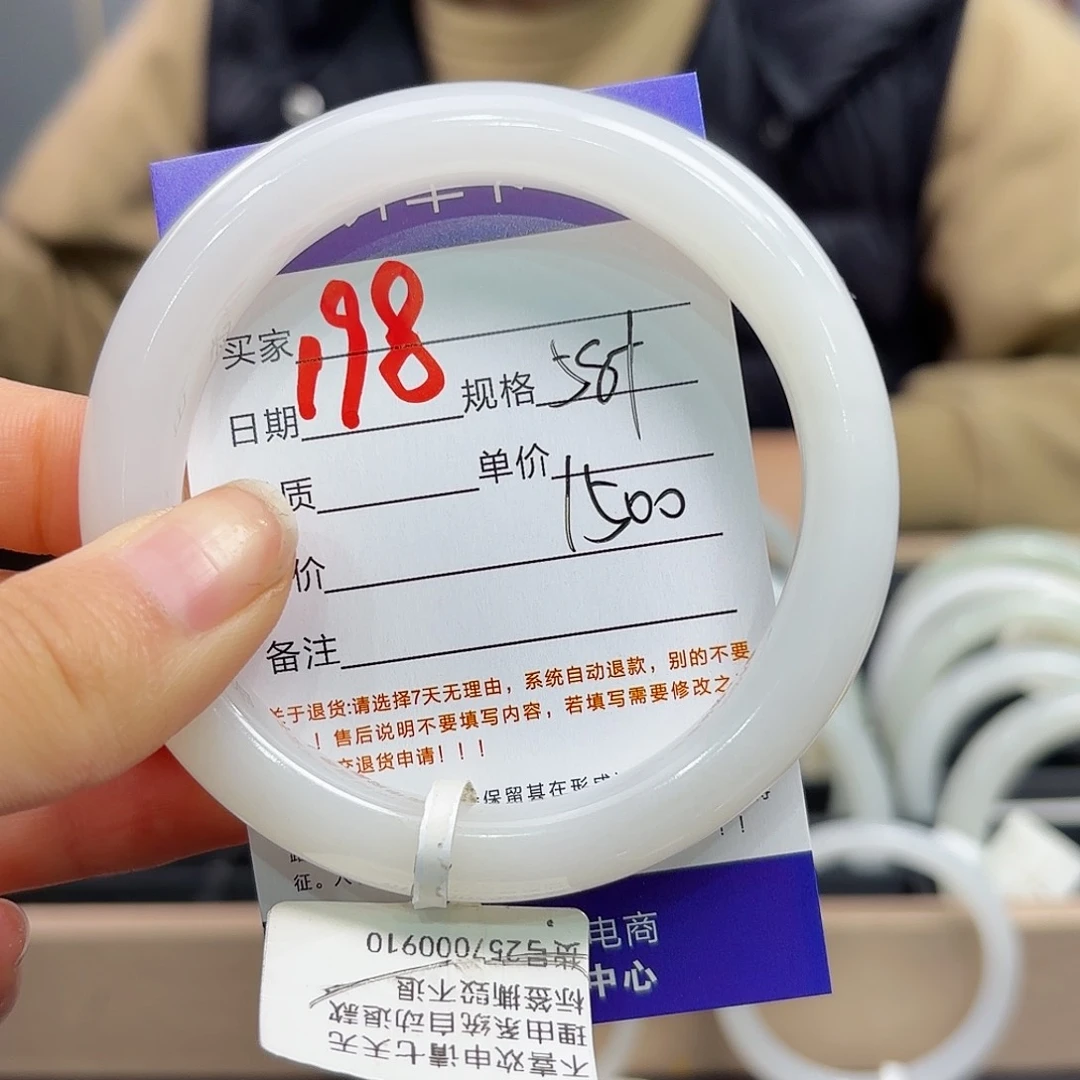 买家
198
日期 规格 58+
质 单价 1500
价
备注
关于退货:请选择7天无理由，系统自动退款，别的不要
！售后说明不要填写内容，若填写需要修改之
交退货申请！！！
保留其在形成
！！
征。
电商
中心
不喜欢申请七天无
理由系统自动退款
标签撕毁不退
货号257000910